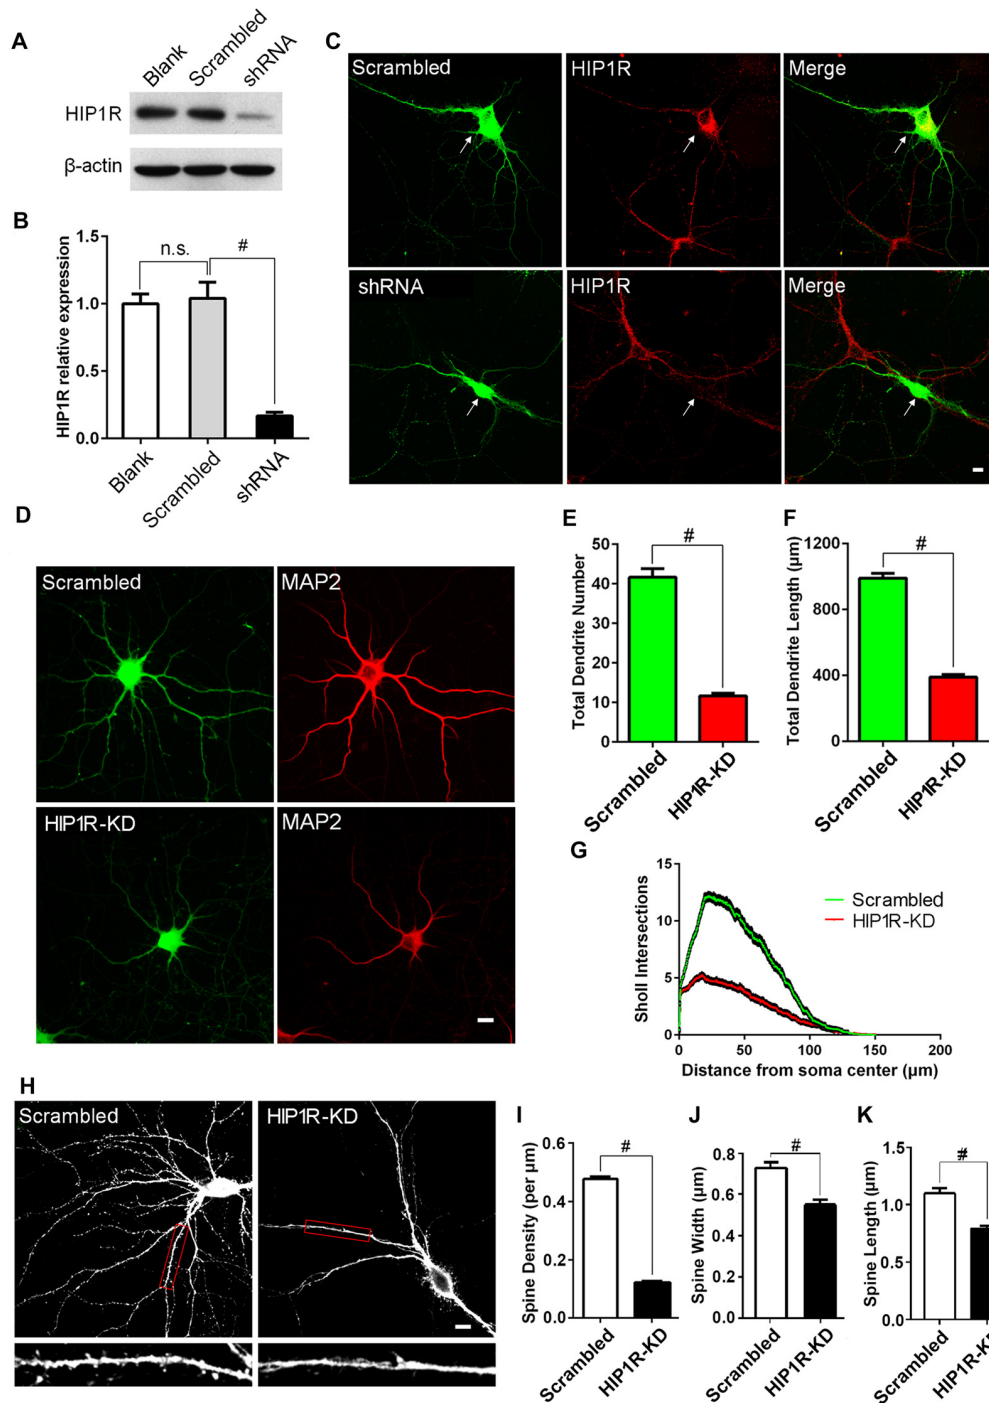 A
Blank
Scrambled
shRNA
HIP1R
β-actin
B
HIP1R relative expression
1.5
1.0
0.5
0.0
n.s.
#
Blank
Scrambled
shRNA
C
Scrambled
HIP1R
Merge
shRNA
HIP1R
Merge
D
Scrambled
MAP2
HIP1R-KD
MAP2
E
Total Dendrite Number
50
40
30
20
10
0
#
Scrambled
HIP1R-KD
F
Total Dendrite Length (µm)
1200
800
400
0
#
Scrambled
HIP1R-KD
G
Sholl Intersections
15
10
5
0
Scrambled
HIP1R-KD
0
50
100
150
200
Distance from soma center (µm)
H
Scrambled
HIP1R-KD
I
Spine Density (per µm)
0.6
0.4
0.2
0.0
#
Scrambled
HIP1R-KD
J
Spine Width (µm)
0.8
0.6
0.4
0.2
0.0
#
Scrambled
HIP1R-KD
K
Spine Length (µm)
1.5
1.0
0.5
0.0
#
Scrambled
HIP1R-KD